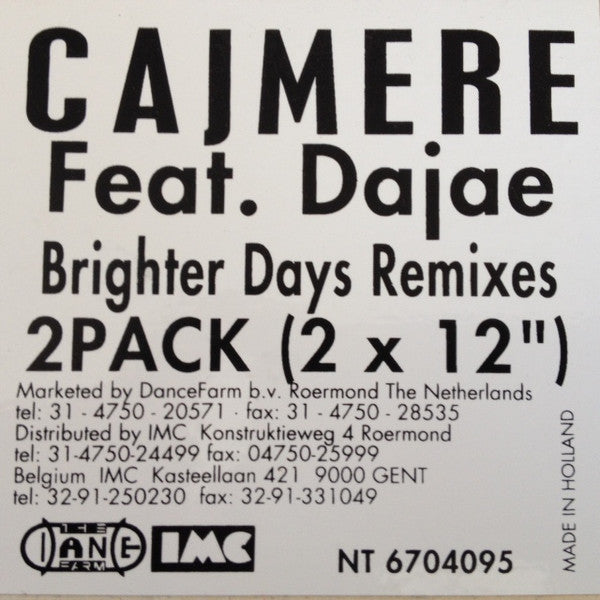 CAJMERE
Feat. Dajae
Brighter Days Remixes
2PACK (2 x 12")
Marketed by DanceFarm b.v. Roermond The Netherlands
tel: 31 - 4750 - 20571 · fax: 31 - 4750 - 28535
Distributed by IMC Konstruktieweg 4 Roermond
tel: 31-4750-24499 fax: 04750-25999
Belgium IMC Kasteellaan 421 9000 GENT
tel: 32-91-250230 fax: 32-91-331049
THE
DANCE
FARM
IMC
NT 6704095
MADE IN HOLLAND